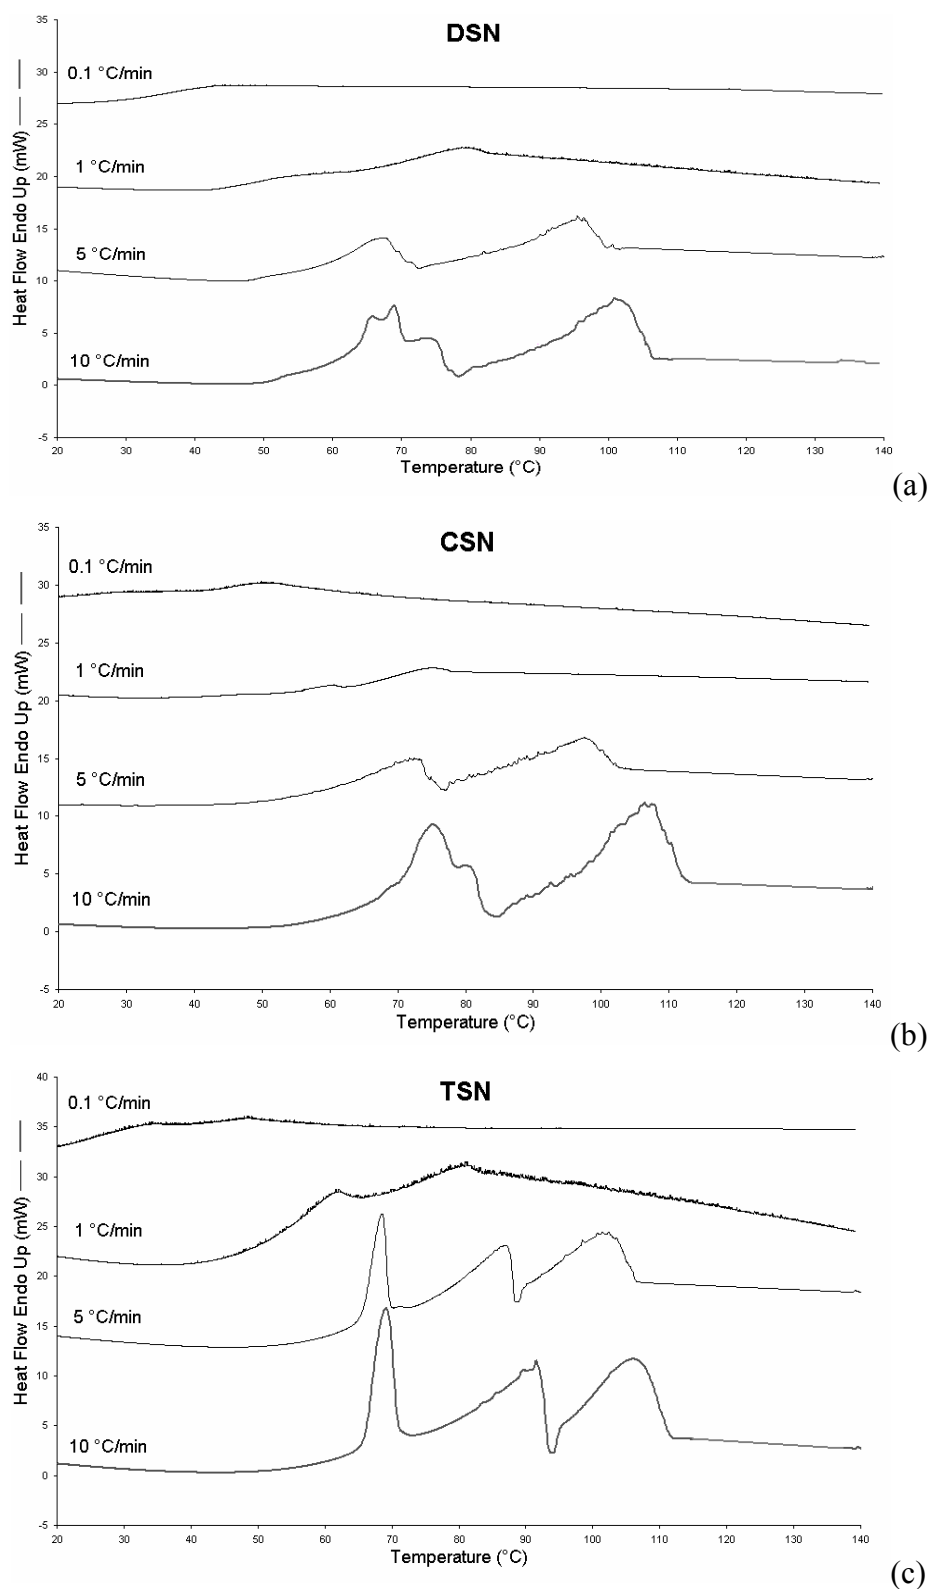 DSN
35
30
25
20
15
10
5
0
-5
Heat Flow Endo Up (mW)
0.1 °C/min
1 °C/min
5 °C/min
10 °C/min
20 30 40 50 60 70 80 90 100 110 120 130 140
Temperature (°C)
(a)
CSN
35
30
25
20
15
10
5
0
-5
Heat Flow Endo Up (mW)
0.1 °C/min
1 °C/min
5 °C/min
10 °C/min
20 30 40 50 60 70 80 90 100 110 120 130 140
Temperature (°C)
(b)
TSN
40
35
30
25
20
15
10
5
0
-5
Heat Flow Endo Up (mW)
0.1 °C/min
1 °C/min
5 °C/min
10 °C/min
20 30 40 50 60 70 80 90 100 110 120 130 140
Temperature (°C)
(c)